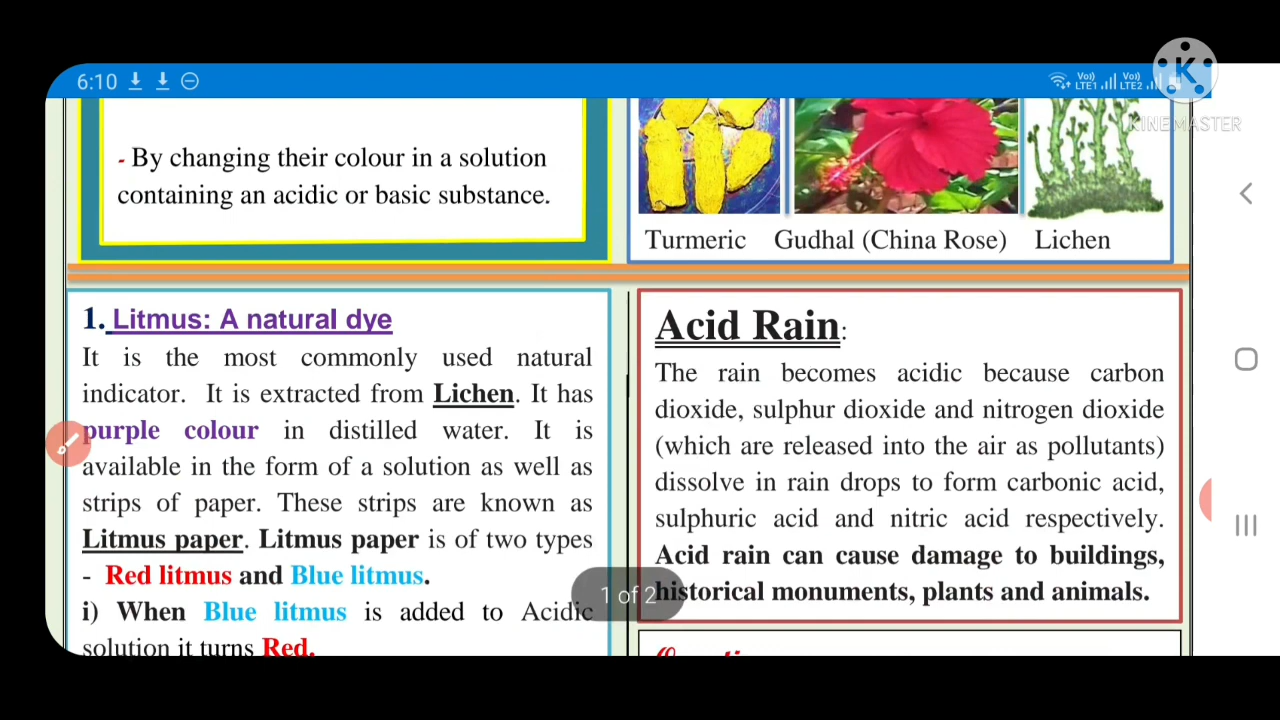 6:10
Vo) LTE1 Vo) LTE2
K
KINEMASTER
- By changing their colour in a solution
containing an acidic or basic substance.
Turmeric Gudhal (China Rose) Lichen
1. Litmus: A natural dye
It is the most commonly used natural
indicator. It is extracted from Lichen. It has
purple colour in distilled water. It is
available in the form of a solution as well as
strips of paper. These strips are known as
Litmus paper. Litmus paper is of two types
- Red litmus and Blue litmus.
i) When Blue litmus is added to Acidic
solution it turns Red.
Acid Rain:
The rain becomes acidic because carbon
dioxide, sulphur dioxide and nitrogen dioxide
(which are released into the air as pollutants)
dissolve in rain drops to form carbonic acid,
sulphuric acid and nitric acid respectively.
Acid rain can cause damage to buildings,
historical monuments, plants and animals.
1 of 2